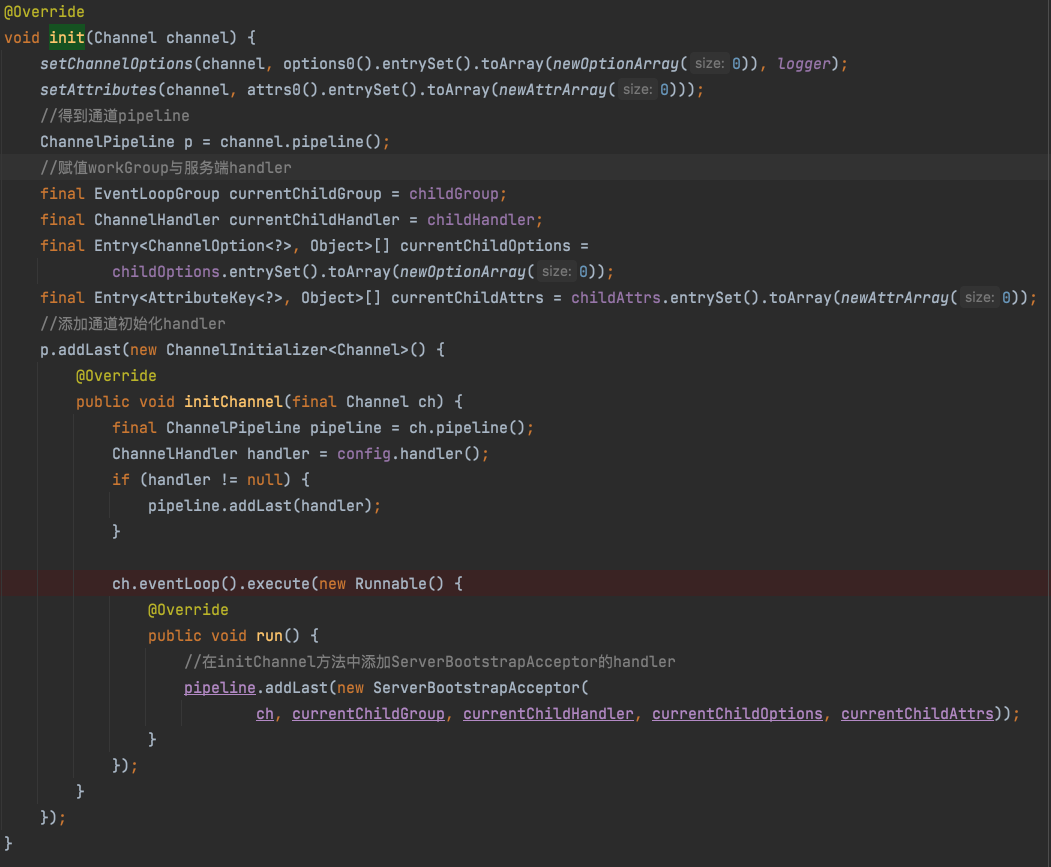 @Override
void init(Channel channel) {
setChannelOptions(channel, options0().entrySet().toArray(newOptionArray( size: 0)), logger);
setAttributes(channel, attrs0().entrySet().toArray(newAttrArray( size: 0)));
//得到通道pipeline
ChannelPipeline p = channel.pipeline();
//赋值workGroup与服务端handler
final EventLoopGroup currentChildGroup = childGroup;
final ChannelHandler currentChildHandler = childHandler;
final Entry<ChannelOption<?>, Object>[] currentChildOptions =
childOptions.entrySet().toArray(newOptionArray( size: 0));
final Entry<AttributeKey<?>, Object>[] currentChildAttrs = childAttrs.entrySet().toArray(newAttrArray( size: 0));
//添加通道初始化handler
p.addLast(new ChannelInitializer<Channel>() {
@Override
public void initChannel(final Channel ch) {
final ChannelPipeline pipeline = ch.pipeline();
ChannelHandler handler = config.handler();
if (handler != null) {
pipeline.addLast(handler);
}
ch.eventLoop().execute(new Runnable() {
@Override
public void run() {
//在initChannel方法中添加ServerBootstrapAcceptor的handler
pipeline.addLast(new ServerBootstrapAcceptor(
ch, currentChildGroup, currentChildHandler, currentChildOptions, currentChildAttrs));
}
});
}
});
}